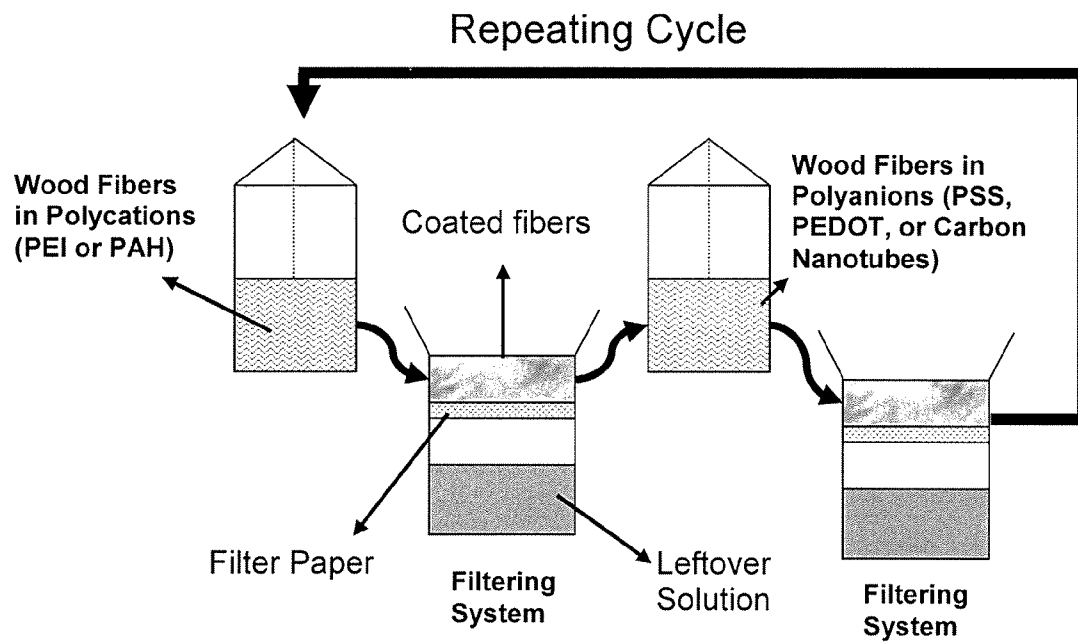 Repeating Cycle
Wood Fibers
in Polycations
(PEI or PAH)
Coated fibers
Wood Fibers in
Polyanions (PSS,
PEDOT, or Carbon
Nanotubes)
Filter Paper
Filtering
System
Leftover
Solution
Filtering
System